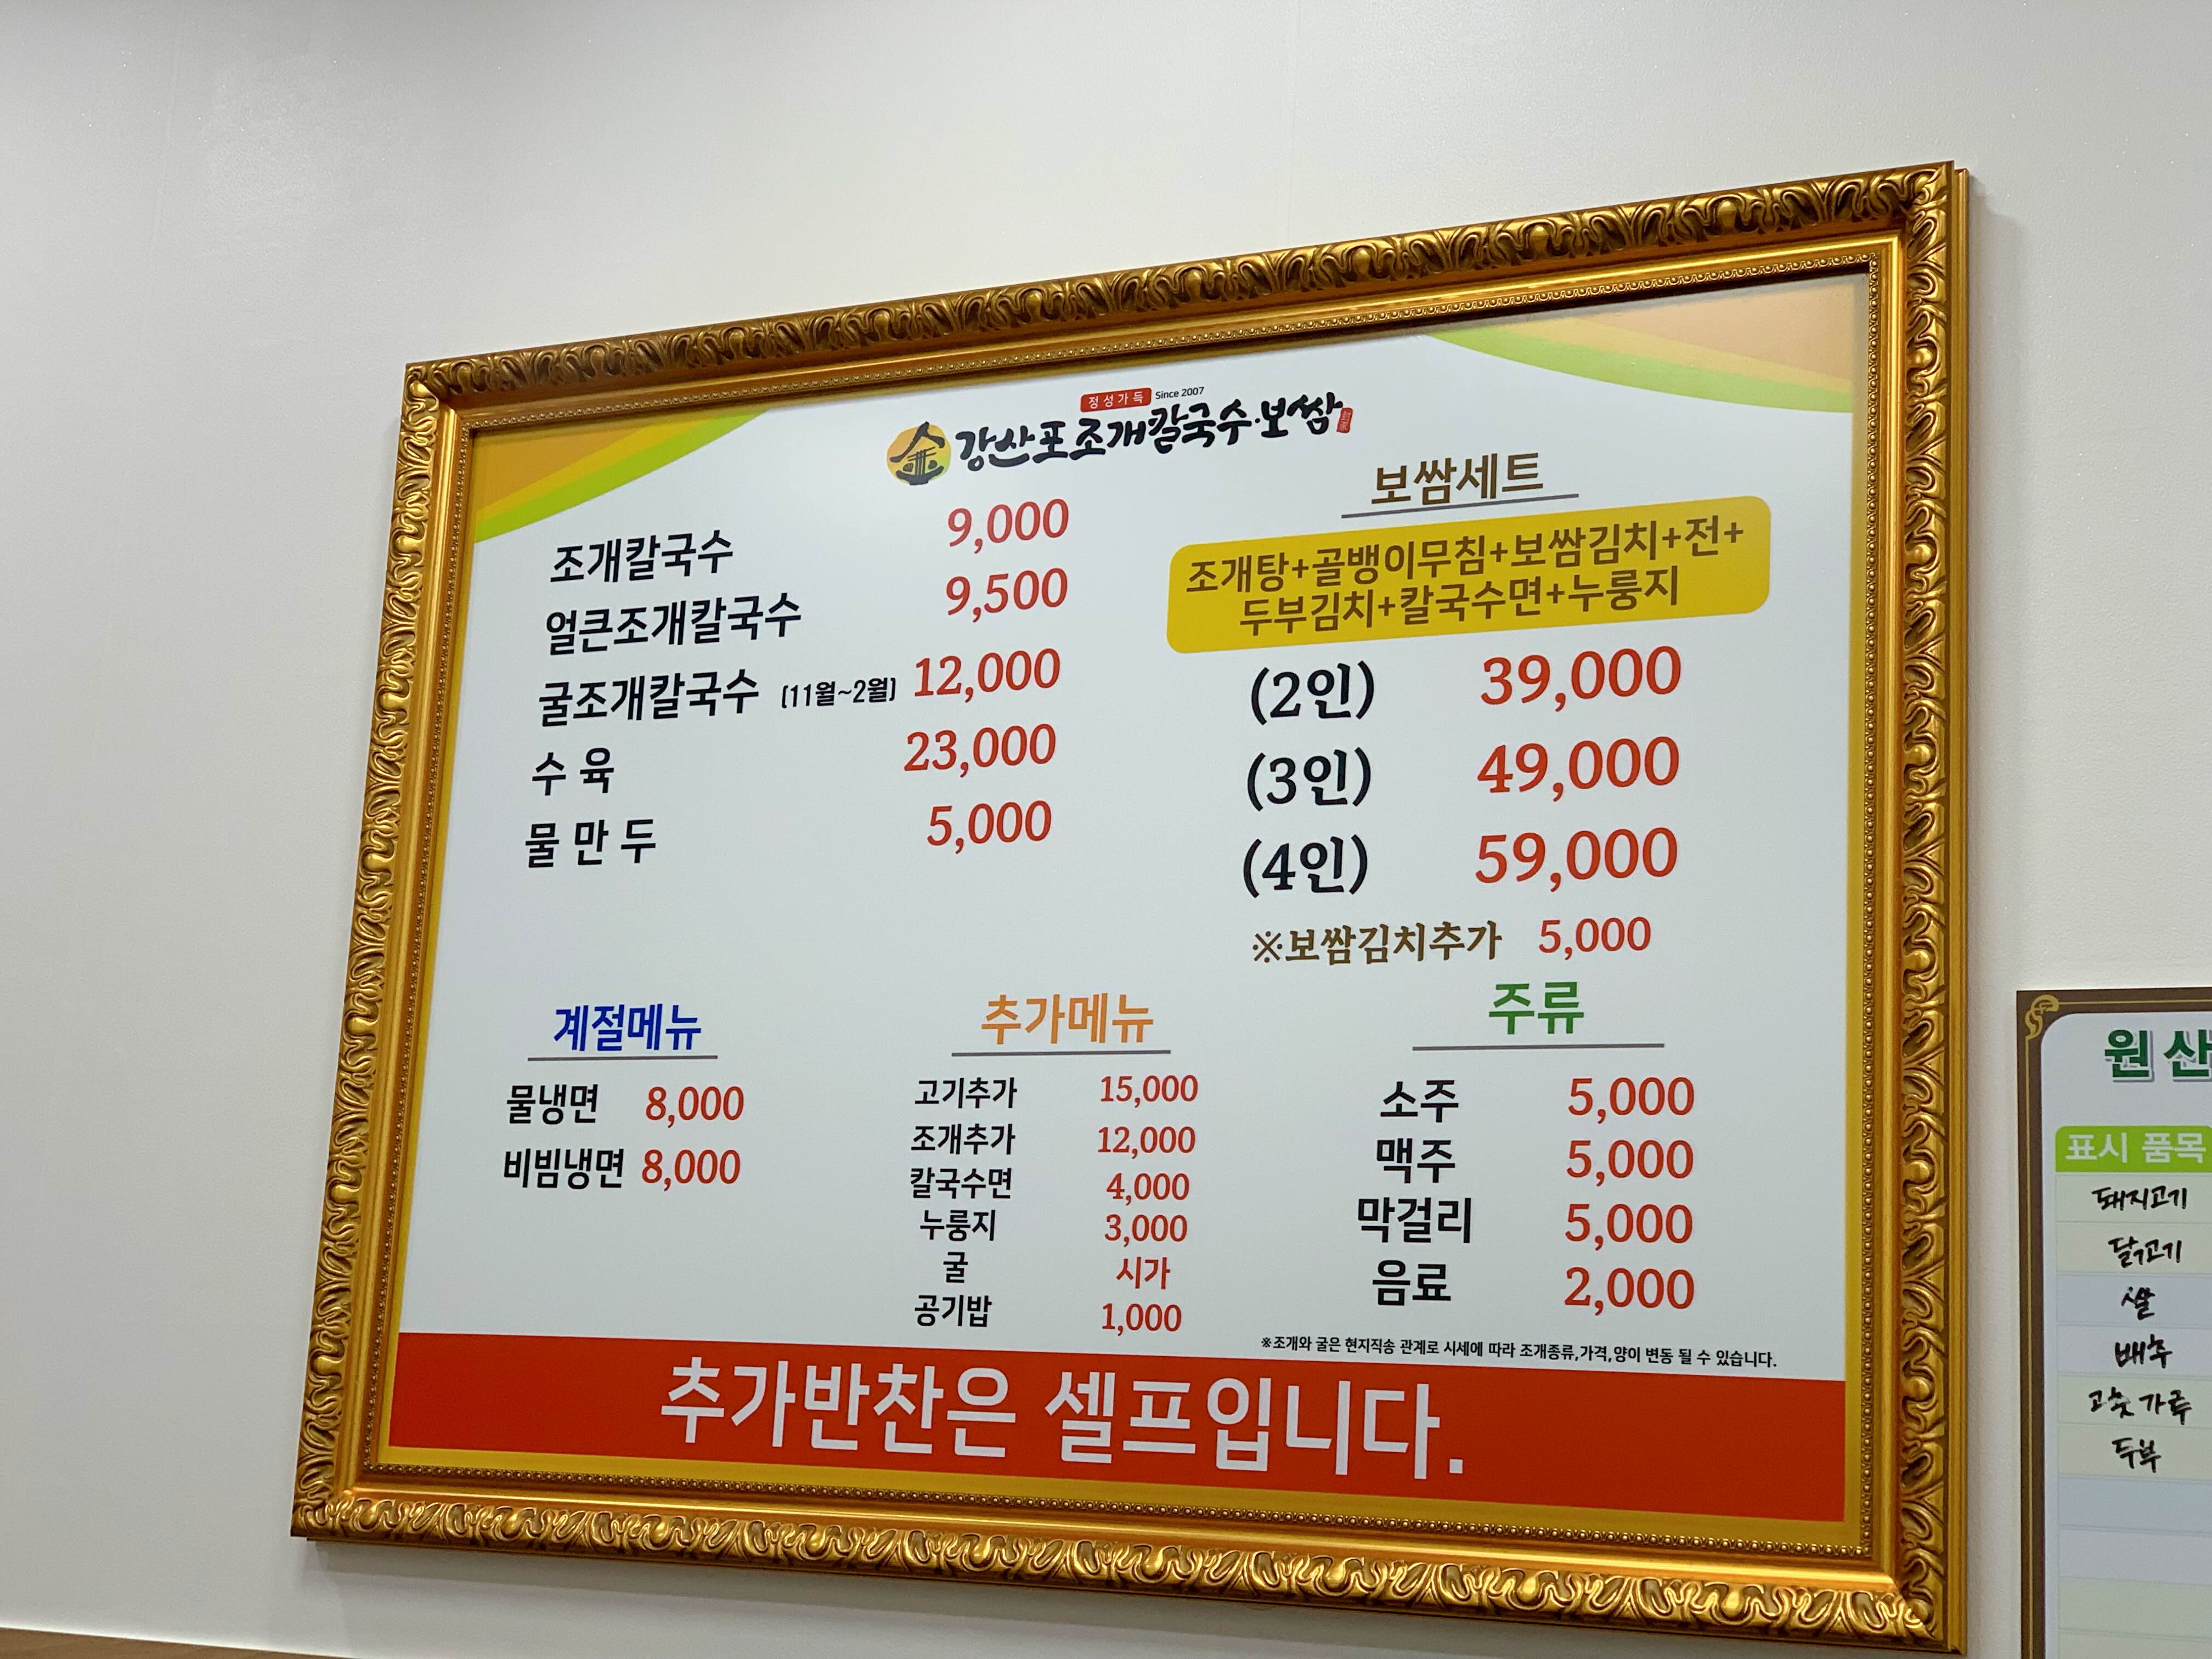 정성가득 Since 2007
강산포조개칼국수·보쌈
조개칼국수 9,000
얼큰조개칼국수 9,500
굴조개칼국수 (11월~2월) 12,000
수육 23,000
물만두 5,000
보쌈세트
조개탕+골뱅이무침+보쌈김치+전+
두부김치+칼국수면+누룽지
(2인) 39,000
(3인) 49,000
(4인) 59,000
※보쌈김치추가 5,000
계절메뉴
물냉면 8,000
비빔냉면 8,000
추가메뉴
고기추가 15,000
조개추가 12,000
칼국수면 4,000
누룽지 3,000
굴 시가
공기밥 1,000
주류
소주 5,000
맥주 5,000
막걸리 5,000
음료 2,000
※조개와 굴은 현지직송 관계로 시세에 따라 조개종류,가격,양이 변동 될 수 있습니다.
추가반찬은 셀프입니다.
원산
표시 품목
돼지고기
닭고기
쌀
배추
고춧가루
두부